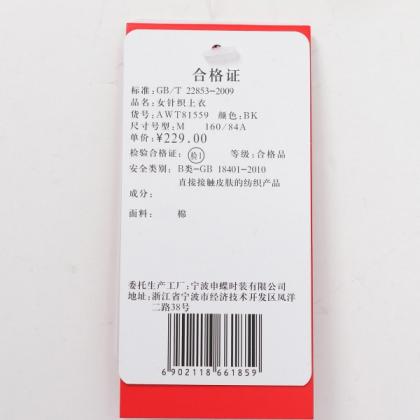 合格证
标准:GB/T 22853-2009
品名:女针织上衣
货号:AWT81559 颜色:BK
尺寸号型:M 160/84A
单价:¥229.00
检验合格证: 检1 等级:合格品
安全类别: B类-GB 18401-2010
直接接触皮肤的纺织产品
成分:
面料: 棉
委托生产工厂:宁波申蝶时装有限公司
地址:浙江省宁波市经济技术开发区凤洋
二路38号
6902118661859